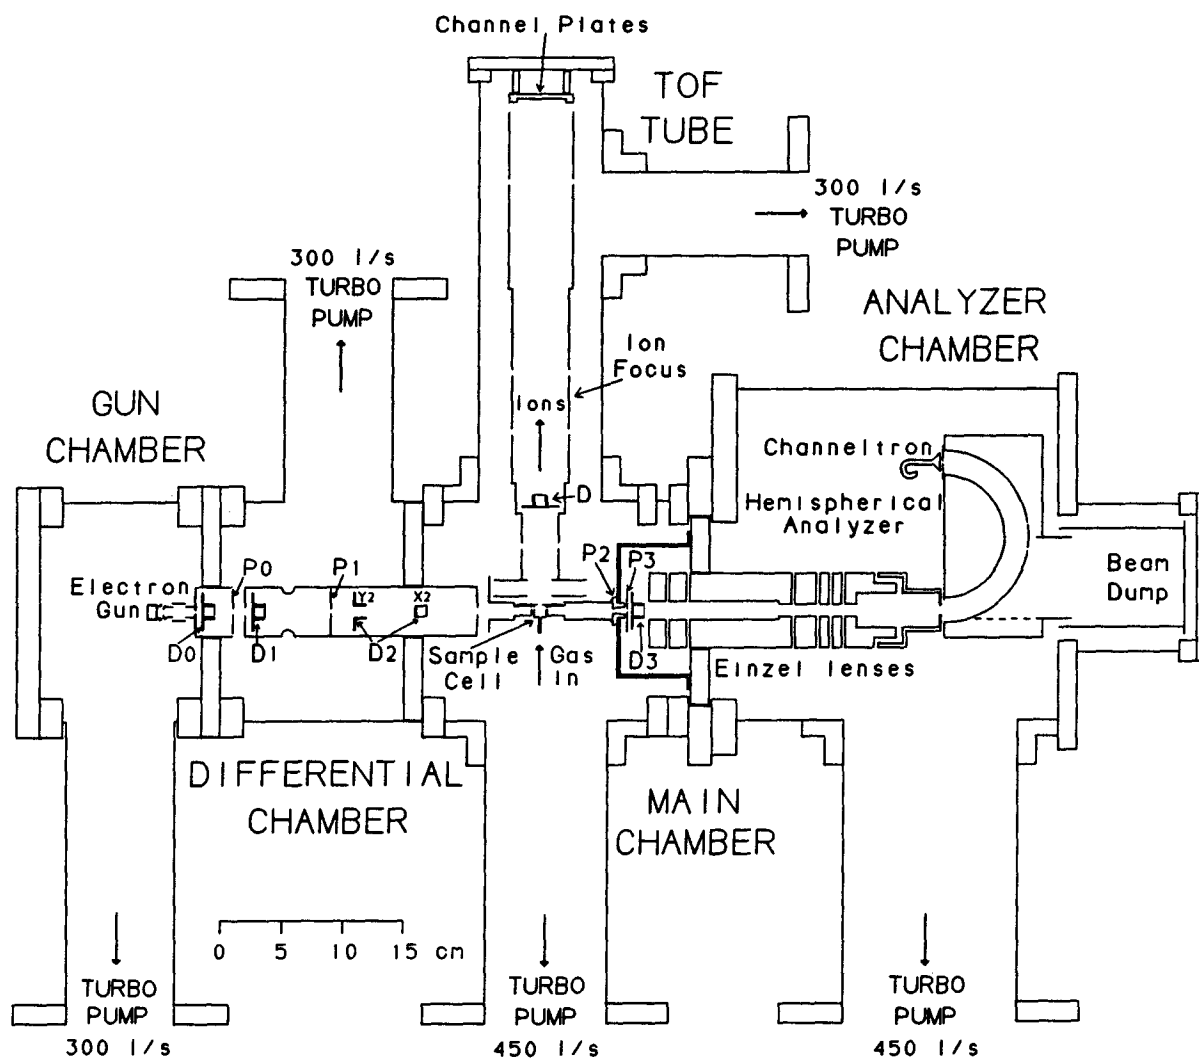 Channel Plates
TOF
TUBE
300 l/s
TURBO
PUMP
300 l/s
TURBO
PUMP
ANALYZER
CHAMBER
Ion
Focus
Ions
GUN
CHAMBER
Channeltron
D
Hemispherical
Analyzer
P0
P1
P2
P3
Electron
Gun
Y2
X2
Beam
Dump
D0
D1
D2
Sample
Cell
Gas
In
D3
Einzel lenses
DIFFERENTIAL
CHAMBER
MAIN
CHAMBER
0 5 10 15 cm
TURBO
PUMP
300 l/s
TURBO
PUMP
450 l/s
TURBO
PUMP
450 l/s